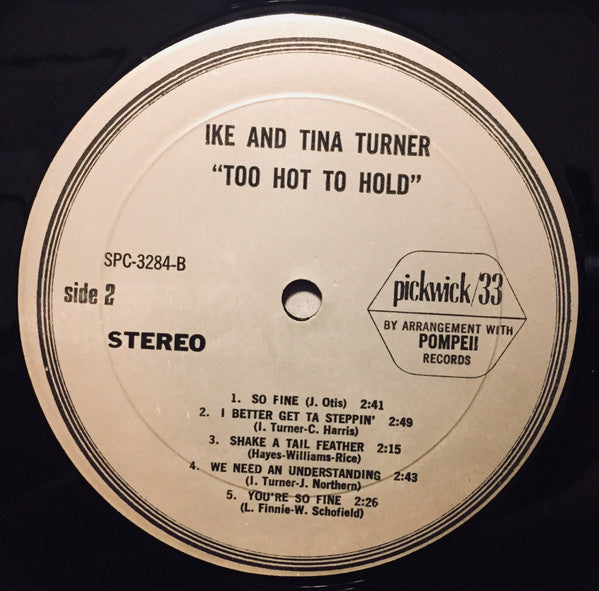 IKE AND TINA TURNER
"TOO HOT TO HOLD"
SPC-3284-B
side 2
STEREO
pickwick/33
BY ARRANGEMENT WITH
POMPEII
RECORDS
1. SO FINE (J. Otis) 2:41
2. I BETTER GET TA STEPPIN' 2:49
(I. Turner-C. Harris)
3. SHAKE A TAIL FEATHER 2:15
(Hayes-Williams-Rice)
4. WE NEED AN UNDERSTANDING 2:43
(I. Turner-J. Northern)
5. YOU'RE SO FINE 2:26
(L. Finnie-W. Schofield)